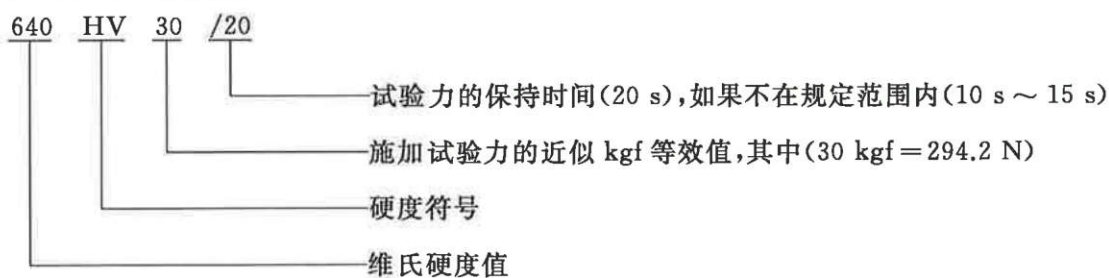 640 HV 30 /20
试验力的保持时间(20 s),如果不在规定范围内(10 s～15 s)
施加试验力的近似 kgf 等效值,其中(30 kgf=294.2 N)
硬度符号
维氏硬度值